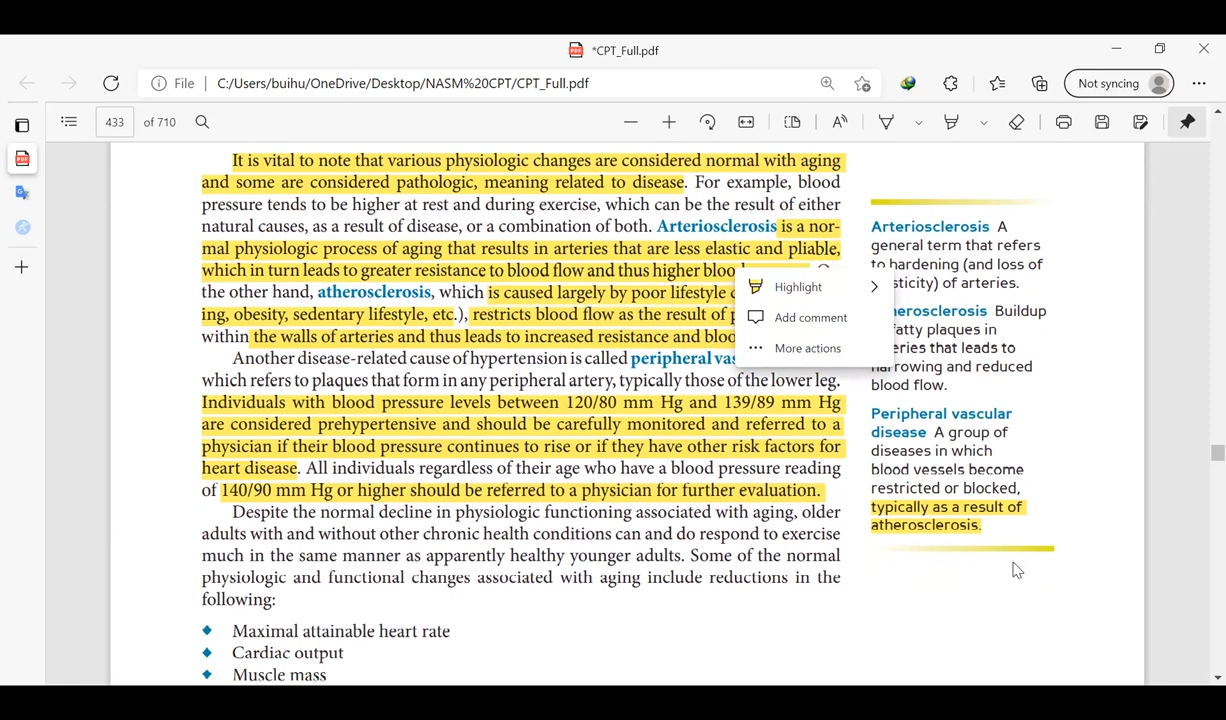 *CPT_Full.pdf
File
C:/Users/buihu/OneDrive/Desktop/NASM%20CPT/CPT_Full.pdf
Not syncing
433 of 710
It is vital to note that various physiologic changes are considered normal with aging
and some are considered pathologic, meaning related to disease. For example, blood
pressure tends to be higher at rest and during exercise, which can be the result of either
natural causes, as a result of disease, or a combination of both. Arteriosclerosis is a nor-
mal physiologic process of aging that results in arteries that are less elastic and pliable,
which in turn leads to greater resistance to blood flow and thus higher blood
the other hand, atherosclerosis, which is caused largely by poor lifestyle
ing, obesity, sedentary lifestyle, etc.), restricts blood flow as the result of
within the walls of arteries and thus leads to increased resistance and
Another disease-related cause of hypertension is called peripheral
which refers to plaques that form in any peripheral artery, typically those of the lower leg.
Individuals with blood pressure levels between 120/80 mm Hg and 139/89 mm Hg
are considered prehypertensive and should be carefully monitored and referred to a
physician if their blood pressure continues to rise or if they have other risk factors for
heart disease. All individuals regardless of their age who have a blood pressure reading
of 140/90 mm Hg or higher should be referred to a physician for further evaluation.
Despite the normal decline in physiologic functioning associated with aging, older
adults with and without other chronic health conditions can and do respond to exercise
much in the same manner as apparently healthy younger adults. Some of the normal
physiologic and functional changes associated with aging include reductions in the
following:
Maximal attainable heart rate
Cardiac output
Muscle mass
Highlight
Add comment
More actions
Arteriosclerosis A
general term that refers
to hardening (and loss of
of arteries.
Buildup
fatty plaques in
that leads to
narrowing and reduced
blood flow.
Peripheral vascular
disease A group of
diseases in which
blood vessels become
restricted or blocked,
typically as a result of
atherosclerosis.